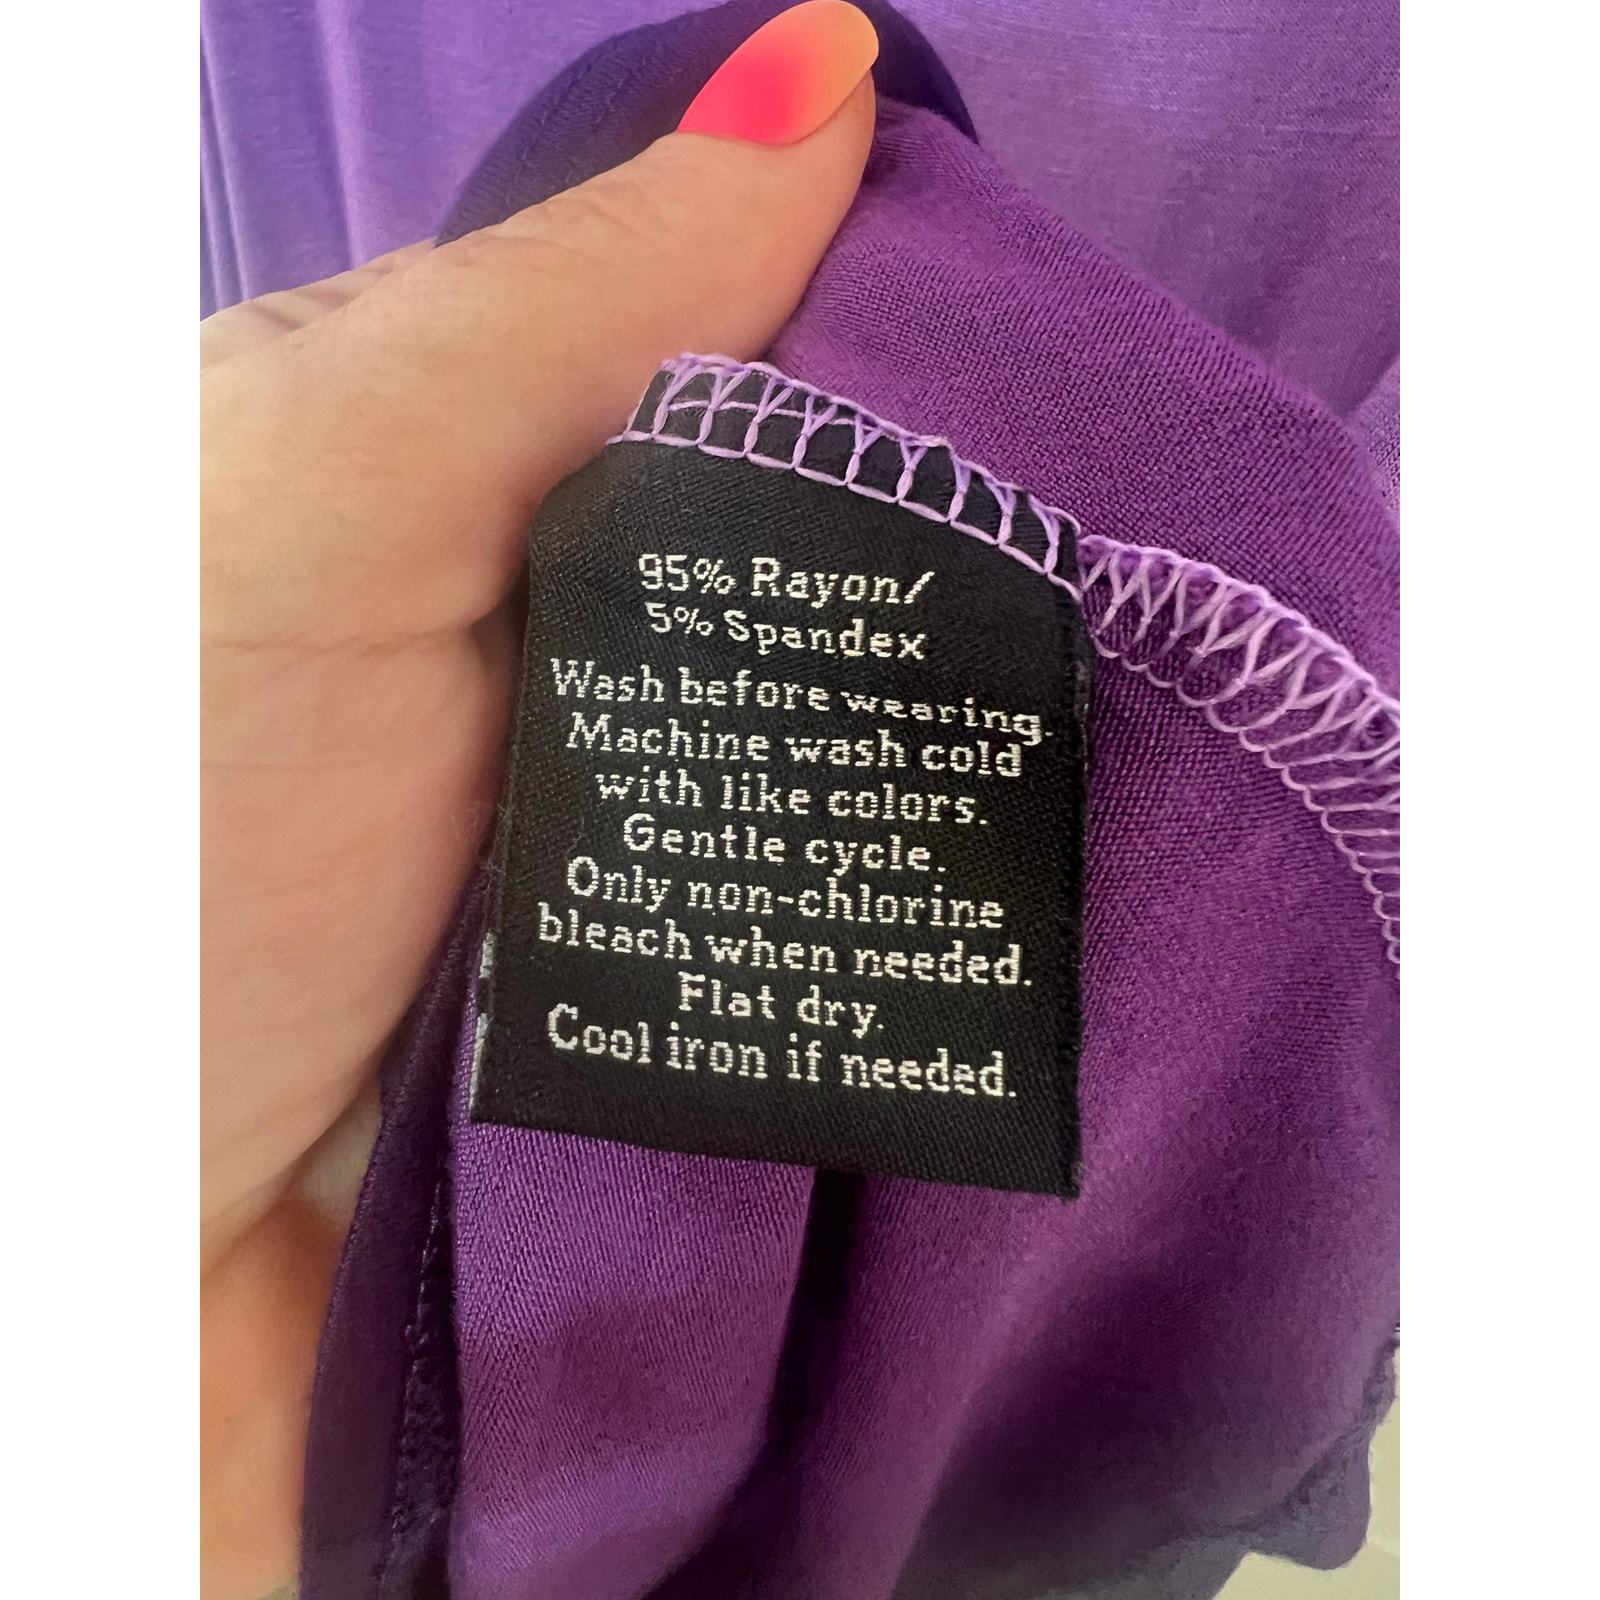 95% Rayon/
5% Spandex
Wash before wearing.
Machine wash cold
with like colors.
Gentle cycle.
Only non-chlorine
bleach when needed.
Flat dry.
Cool iron if needed.